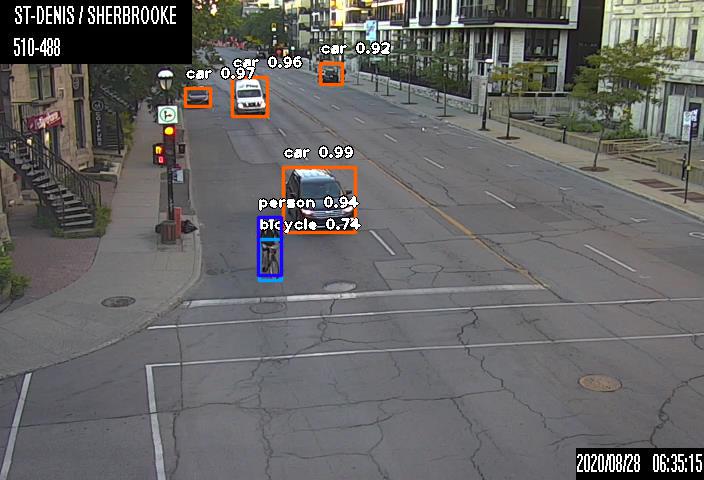 ST-DENIS / SHERBROOKE
510-488
car 0.92
car 0.96
car 0.97
car 0.99
person 0.94
bicycle 0.74
2020/08/28 06:35:15